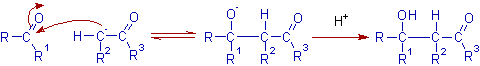 O O O⁻ H O H⁺ OH H O
R C H C⁻ C R C C C R C C C
R¹ R² R³ R¹ R² R³ R¹ R² R³